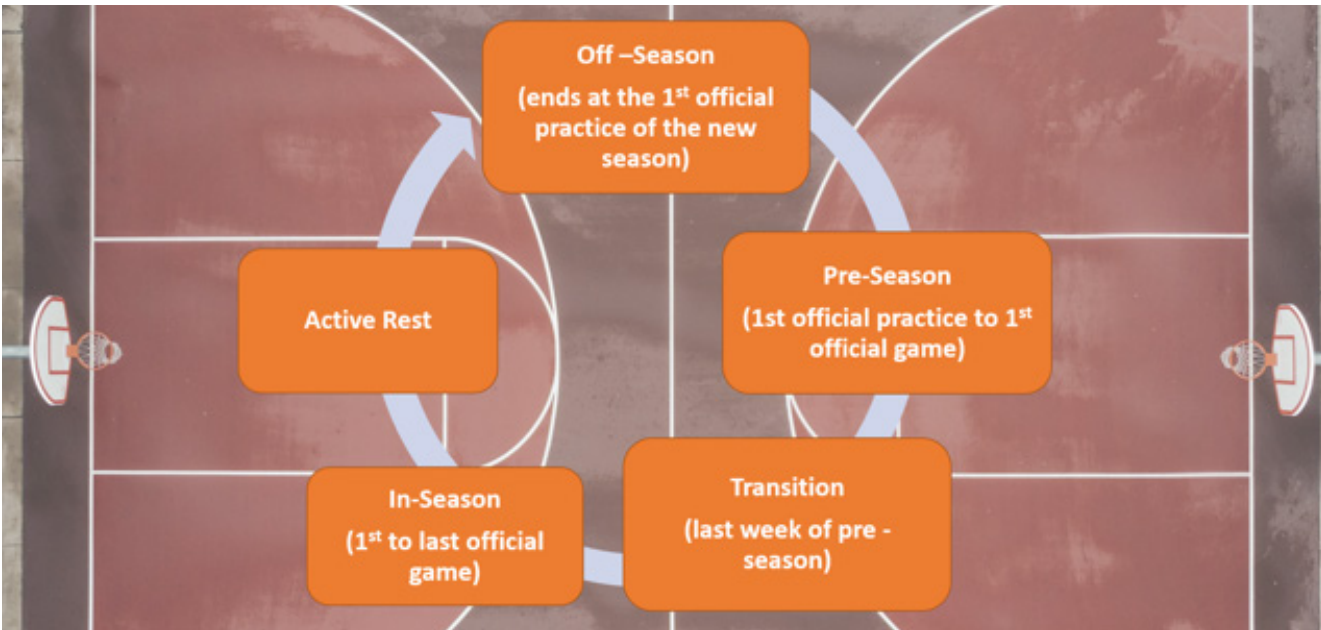 Off –Season
(ends at the 1st official
practice of the new
season)
Pre-Season
(1st official practice to 1st
official game)
Transition
(last week of pre -
season)
In-Season
(1st to last official
game)
Active Rest